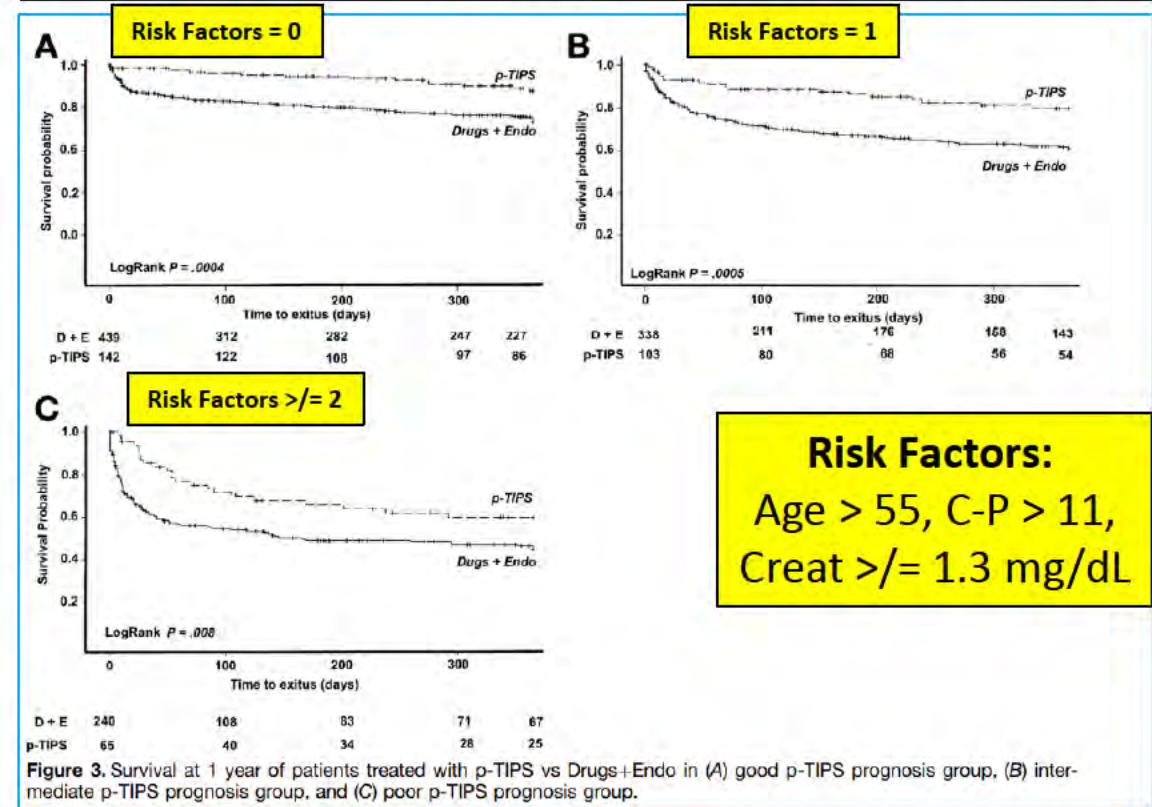 A
Risk Factors = 0
1.0
0.8
0.6
0.2
0.0
Survival probability
p-TIPS
Drugs + Endo
LogRank P = .0004
0 100 200 300
Time to exitus (days)
D + E 439 312 282 247 227
p-TIPS 142 122 108 97 86
B
Risk Factors = 1
1.0
0.8
0.6
0.4
0.2
Survival probability
p-TIPS
Drugs + Endo
LogRank P = .0005
0 100 200 300
Time to exitus (days)
D + E 338 211 176 158 143
p-TIPS 103 80 68 56 54
C
Risk Factors >/= 2
1.0
0.8
0.6
0.4
0.2
Survival Probability
p-TIPS
Dugs + Endo
LogRank P = .008
0 100 200 300
Time to exitus (days)
D + E 240 108 83 71 67
p-TIPS 65 40 34 28 25
Risk Factors:
Age > 55, C-P > 11,
Creat >/= 1.3 mg/dL
Figure 3. Survival at 1 year of patients treated with p-TIPS vs Drugs+Endo in (A) good p-TIPS prognosis group, (B) inter-
mediate p-TIPS prognosis group, and (C) poor p-TIPS prognosis group.